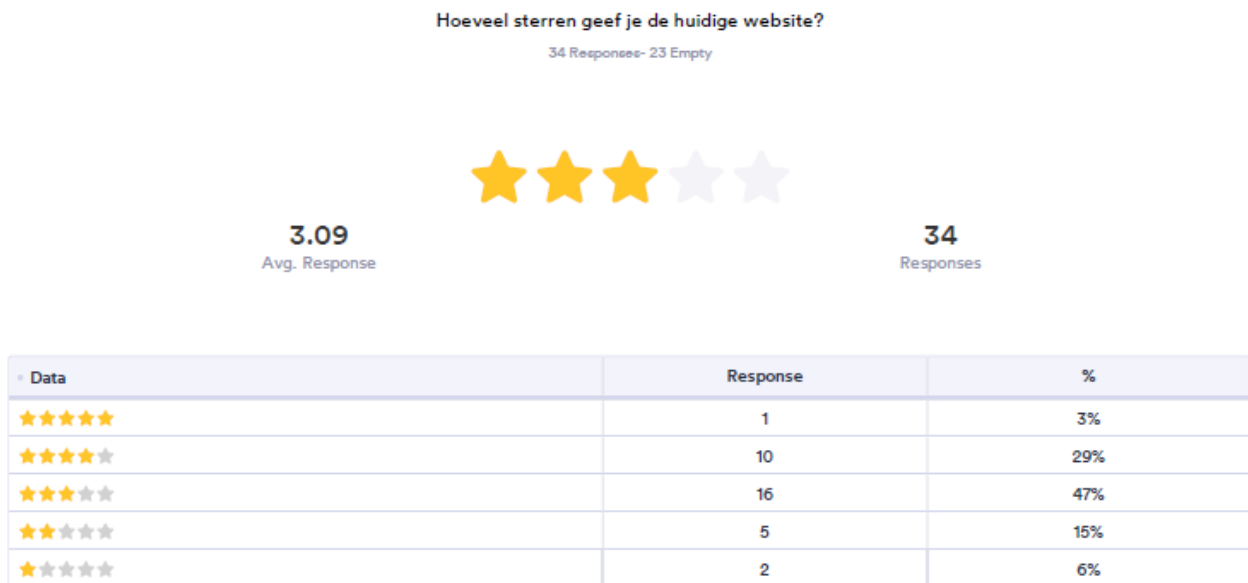 Hoeveel sterren geef je de huidige website?
34 Responses- 23 Empty
3.09
Avg. Response
34
Responses
Data Response %
1 3%
10 29%
16 47%
5 15%
2 6%